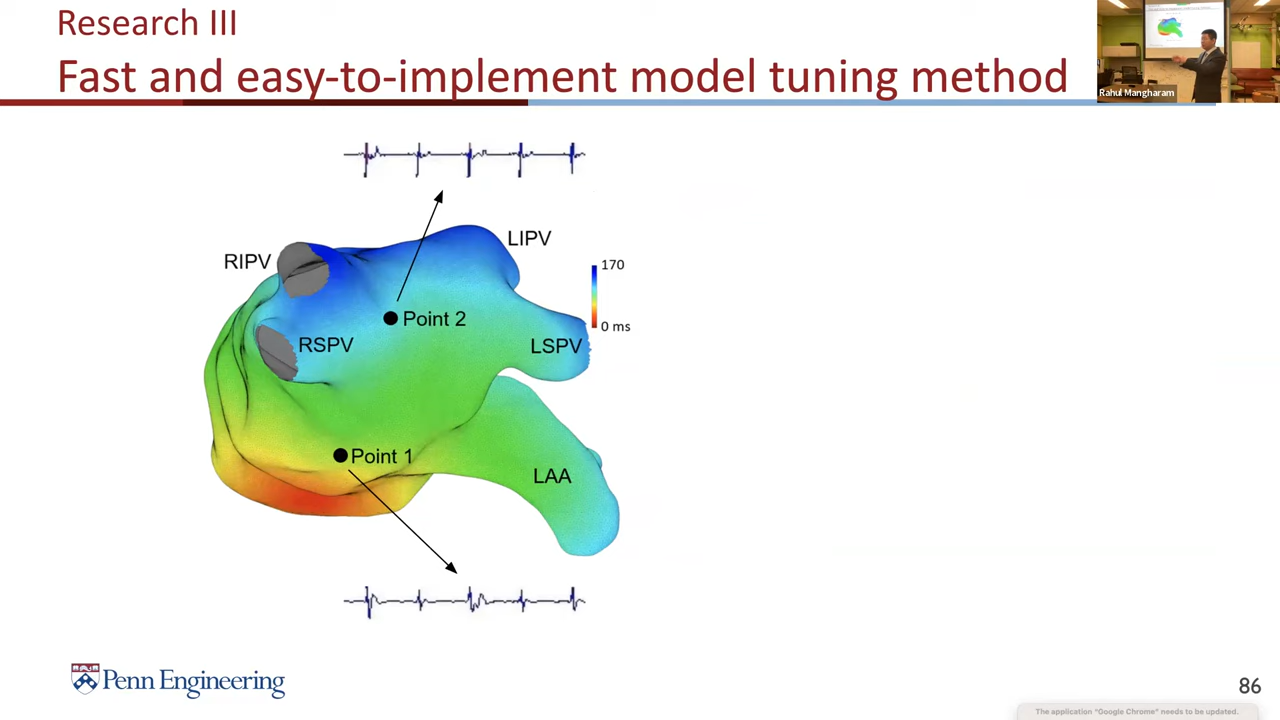 Research III
Fast and easy-to-implement model tuning method
Rahul Mangharam
LIPV
RIPV
170
0 ms
Point 2
RSPV
LSPV
Point 1
LAA
Penn Engineering
86
The application "Google Chrome" needs to be updated.